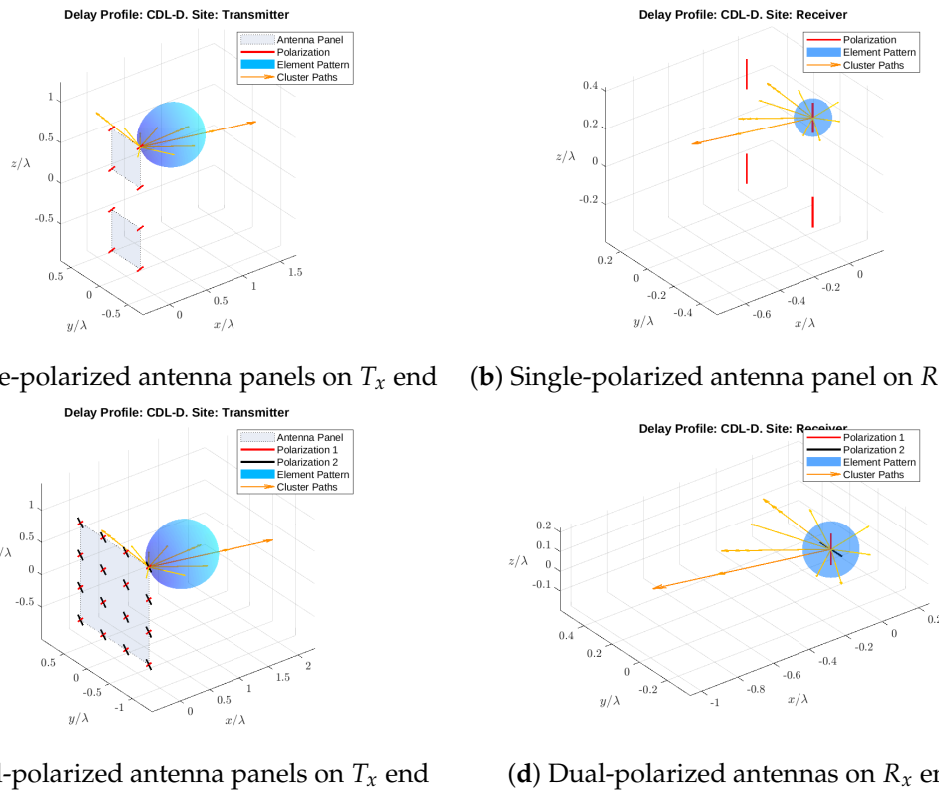 Delay Profile: CDL-D. Site: Transmitter
Antenna Panel
Polarization
Element Pattern
Cluster Paths
z/λ
1
0.5
0
-0.5
0.5
0
-0.5
y/λ
0
0.5
1
1.5
x/λ
Delay Profile: CDL-D. Site: Receiver
Polarization
Element Pattern
Cluster Paths
z/λ
0.4
0.2
0
-0.2
0.2
0
-0.2
-0.4
y/λ
-0.6
-0.4
-0.2
0
x/λ
e-polarized antenna panels on Tx end
(b) Single-polarized antenna panel on R
Delay Profile: CDL-D. Site: Transmitter
Antenna Panel
Polarization 1
Polarization 2
Element Pattern
Cluster Paths
/λ
1
0.5
0
-0.5
0.5
0
-0.5
-1
y/λ
0
0.5
1
1.5
2
x/λ
Delay Profile: CDL-D. Site: Receiver
Polarization 1
Polarization 2
Element Pattern
Cluster Paths
z/λ
0.2
0.1
0
-0.1
0.4
0.2
0
-0.2
y/λ
-1
-0.8
-0.6
-0.4
-0.2
0
0.2
x/λ
l-polarized antenna panels on Tx end
(d) Dual-polarized antennas on Rx en